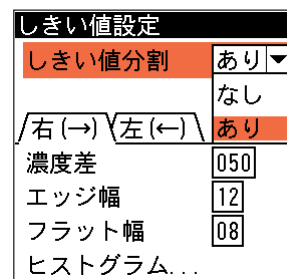 しきい値設定
しきい値分割 あり
なし
あり
右(→) 左(←)
濃度差 050
エッジ幅 12
フラット幅 08
ヒストグラム...